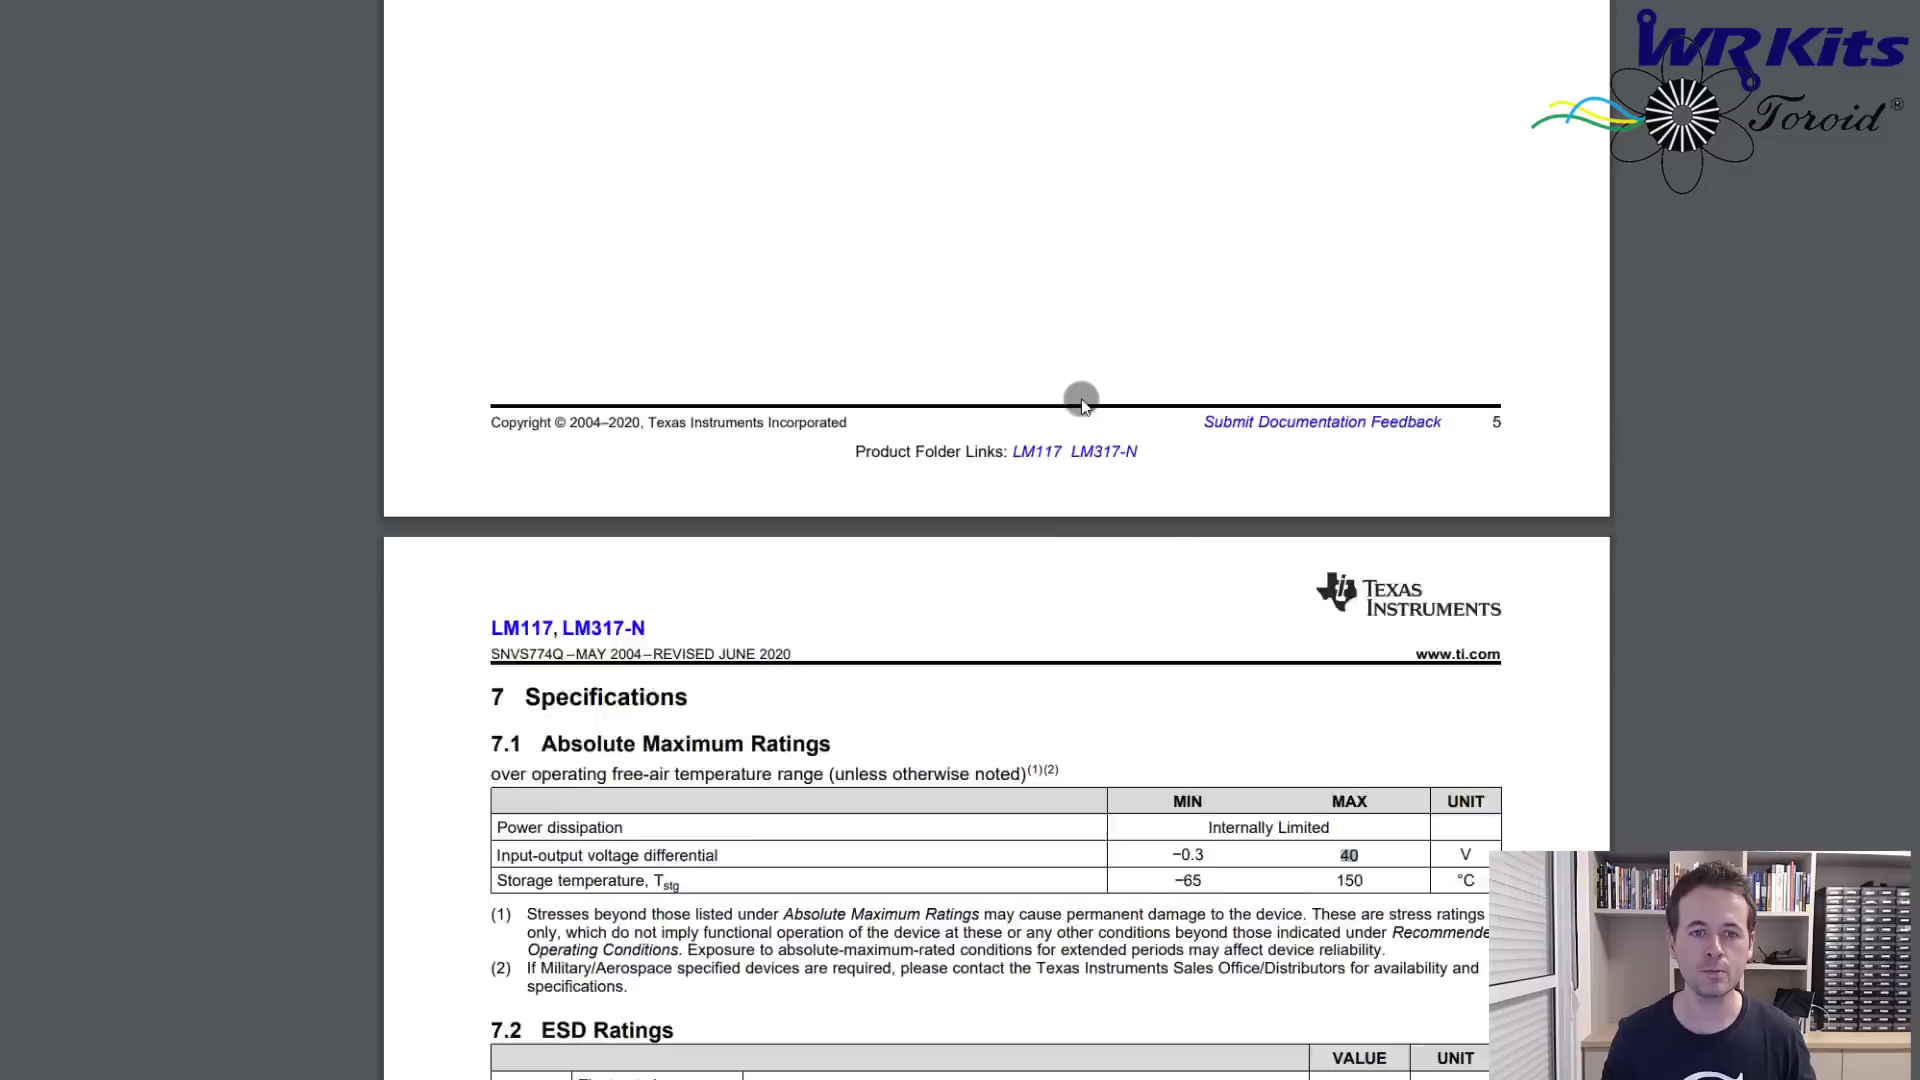 WR Kits
Toroid®
Copyright © 2004–2020, Texas Instruments Incorporated
Submit Documentation Feedback
5
Product Folder Links: LM117 LM317-N
TEXAS
INSTRUMENTS
LM117, LM317-N
SNVS774Q –MAY 2004–REVISED JUNE 2020
www.ti.com
7 Specifications
7.1 Absolute Maximum Ratings
over operating free-air temperature range (unless otherwise noted)(1)(2)
MIN MAX UNIT
Power dissipation Internally Limited
Input-output voltage differential −0.3 40 V
Storage temperature, Tstg −65 150 °C
(1) Stresses beyond those listed under Absolute Maximum Ratings may cause permanent damage to the device. These are stress ratings
only, which do not imply functional operation of the device at these or any other conditions beyond those indicated under Recommende
Operating Conditions. Exposure to absolute-maximum-rated conditions for extended periods may affect device reliability.
(2) If Military/Aerospace specified devices are required, please contact the Texas Instruments Sales Office/Distributors for availability and
specifications.
7.2 ESD Ratings
VALUE UNIT